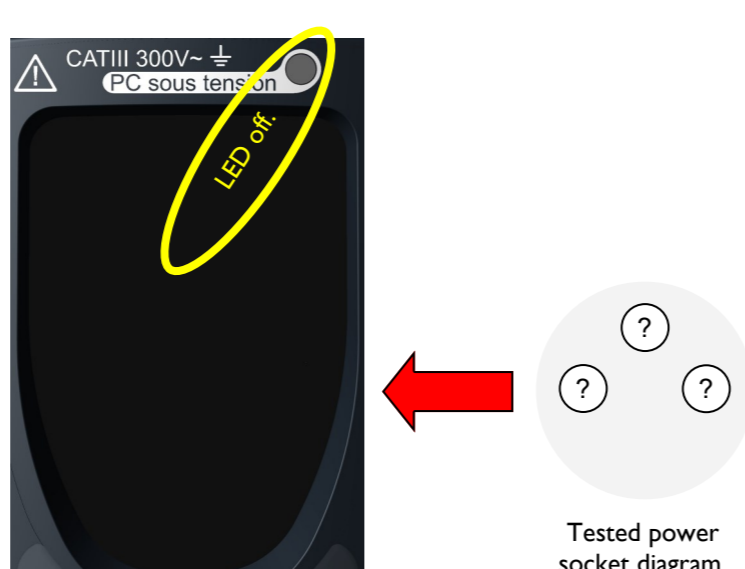 CATIII 300V~ ⏚
PC sous tension
LED off.
?
? ?
Tested power
socket diagram